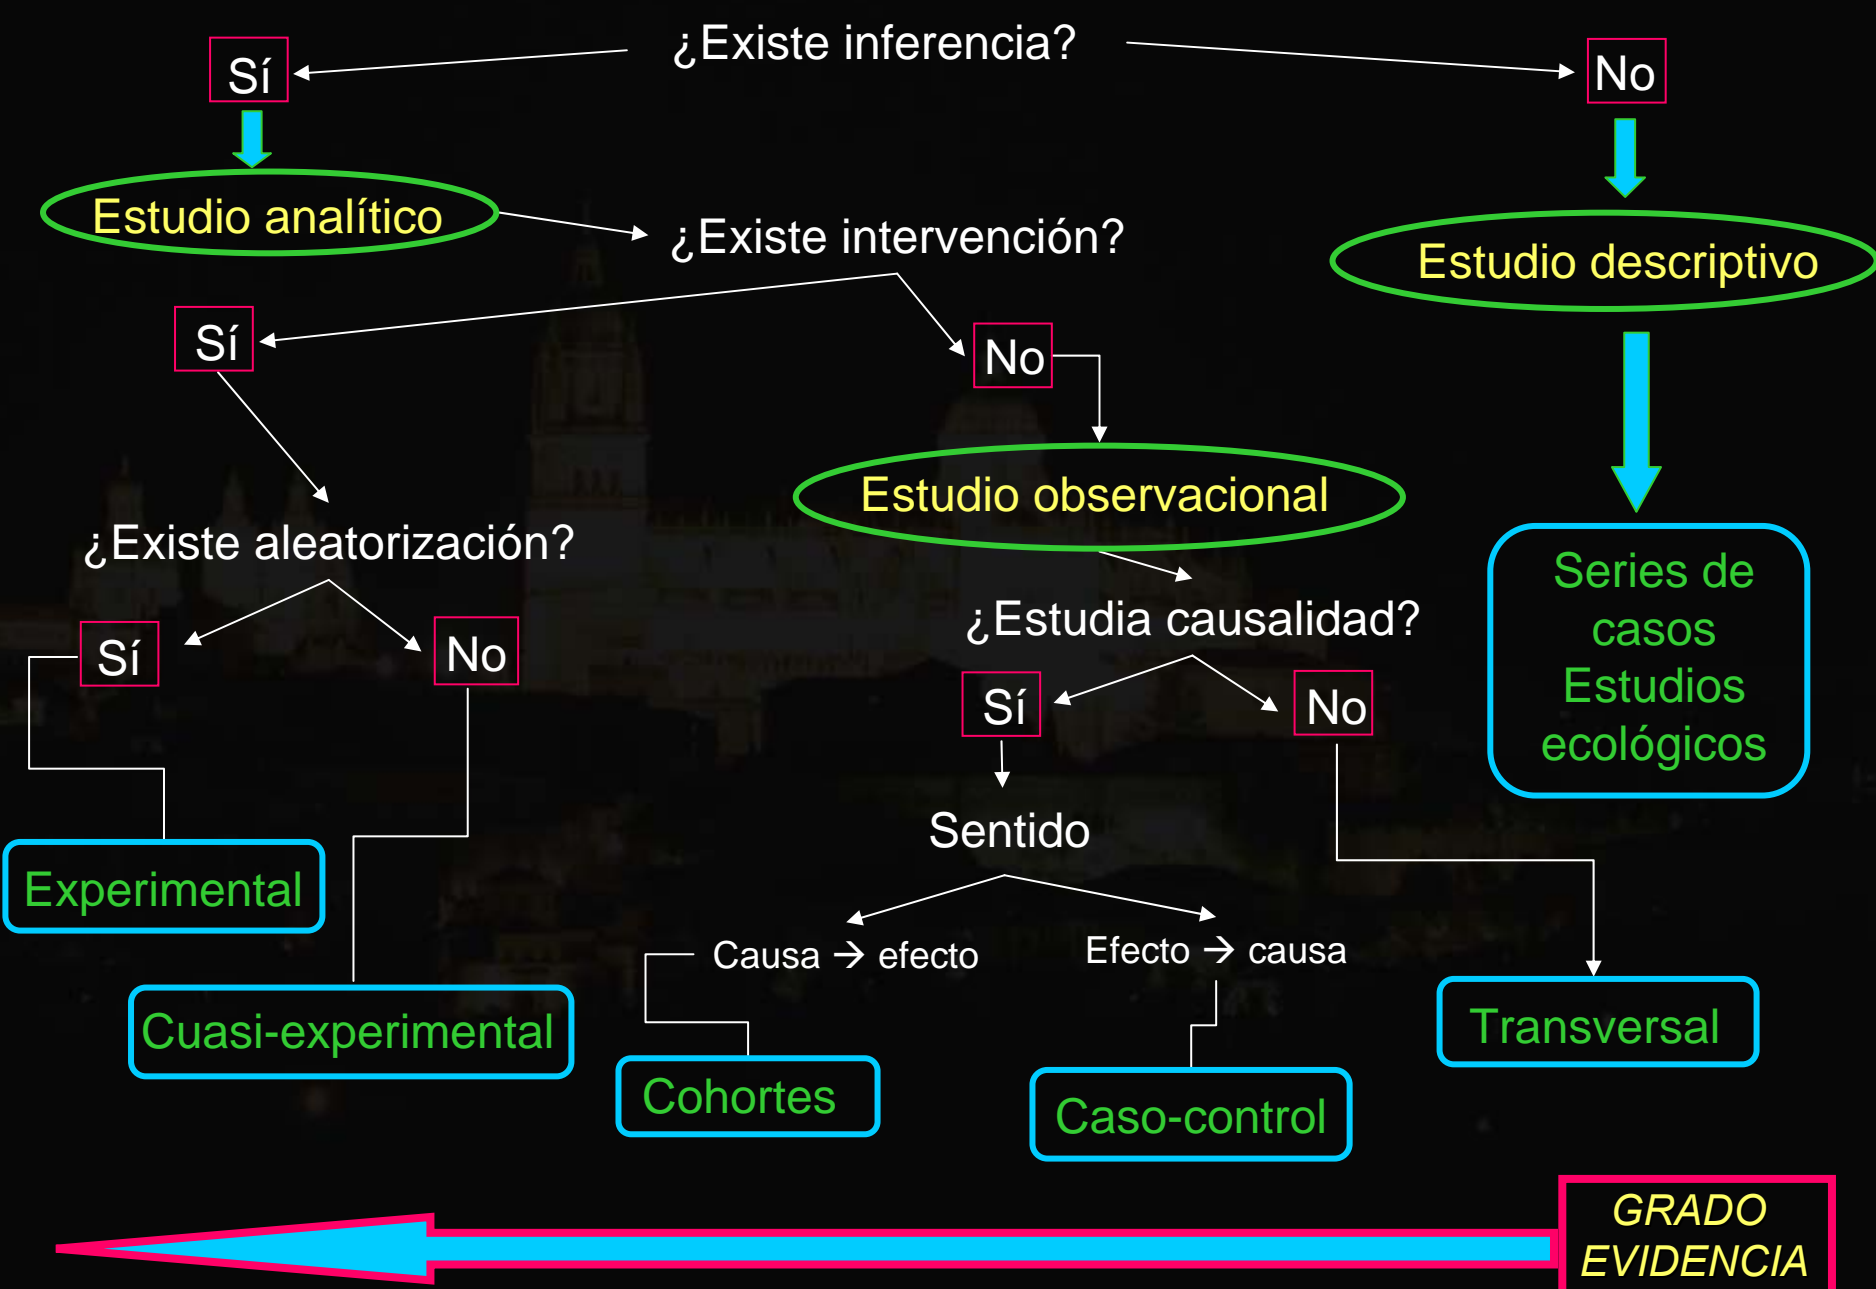 ¿Existe inferencia?
Sí
No
Estudio analítico
¿Existe intervención?
Estudio descriptivo
Sí
No
Estudio observacional
¿Existe aleatorización?
Series de
casos
Estudios
ecológicos
¿Estudia causalidad?
Sí
No
Sí
No
Sentido
Experimental
Causa → efecto
Efecto → causa
Cuasi-experimental
Transversal
Cohortes
Caso-control
GRADO
EVIDENCIA